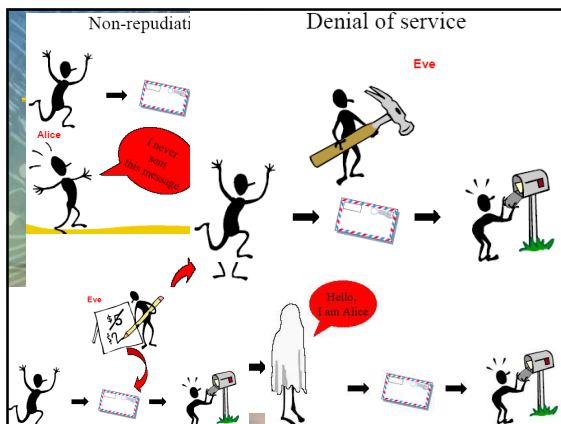 Non-repudiati
Denial of service
Eve
Alice
I never
sent
this message
Eve
Hello,
I am Alice